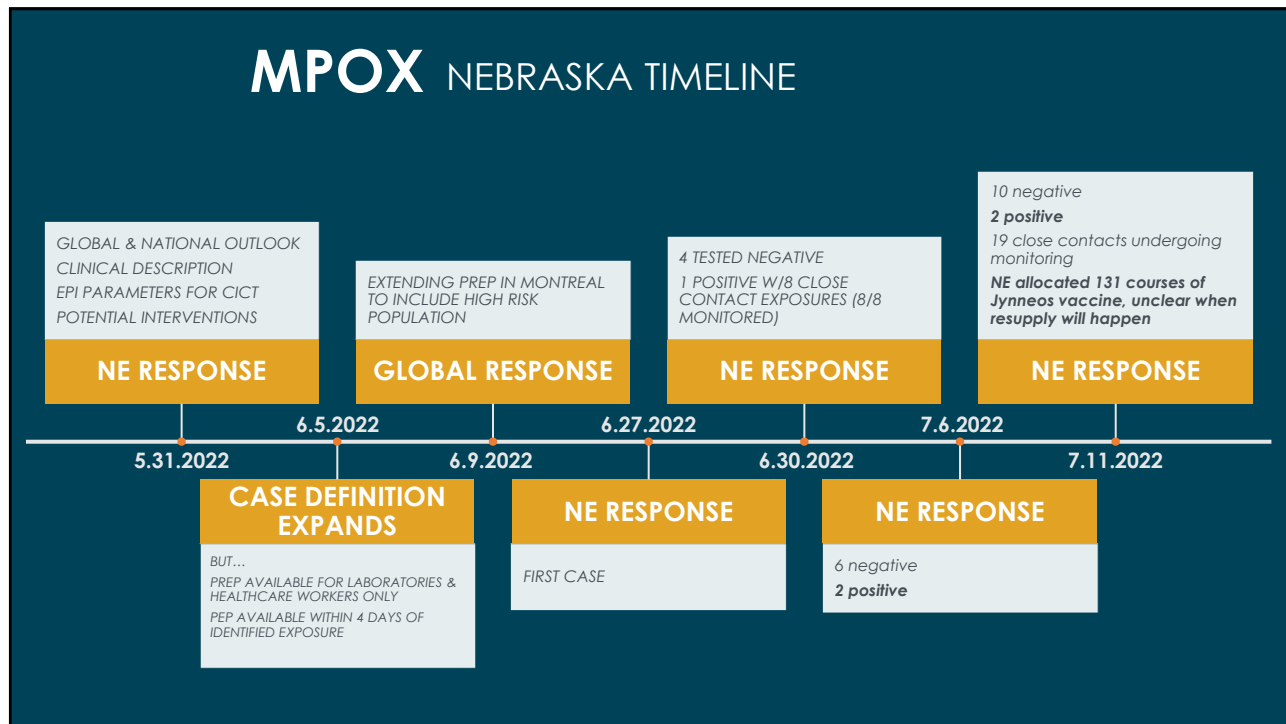 MPOX NEBRASKA TIMELINE
GLOBAL & NATIONAL OUTLOOK
CLINICAL DESCRIPTION
EPI PARAMETERS FOR CICT
POTENTIAL INTERVENTIONS
NE RESPONSE
5.31.2022
6.5.2022
CASE DEFINITION
EXPANDS
BUT...
PREP AVAILABLE FOR LABORATORIES &
HEALTHCARE WORKERS ONLY
PEP AVAILABLE WITHIN 4 DAYS OF
IDENTIFIED EXPOSURE
EXTENDING PREP IN MONTREAL
TO INCLUDE HIGH RISK
POPULATION
GLOBAL RESPONSE
6.9.2022
6.27.2022
NE RESPONSE
FIRST CASE
4 TESTED NEGATIVE
1 POSITIVE W/8 CLOSE
CONTACT EXPOSURES (8/8
MONITORED)
NE RESPONSE
6.30.2022
7.6.2022
NE RESPONSE
6 negative
2 positive
10 negative
2 positive
19 close contacts undergoing
monitoring
NE allocated 131 courses of
Jynneos vaccine, unclear when
resupply will happen
NE RESPONSE
7.11.2022